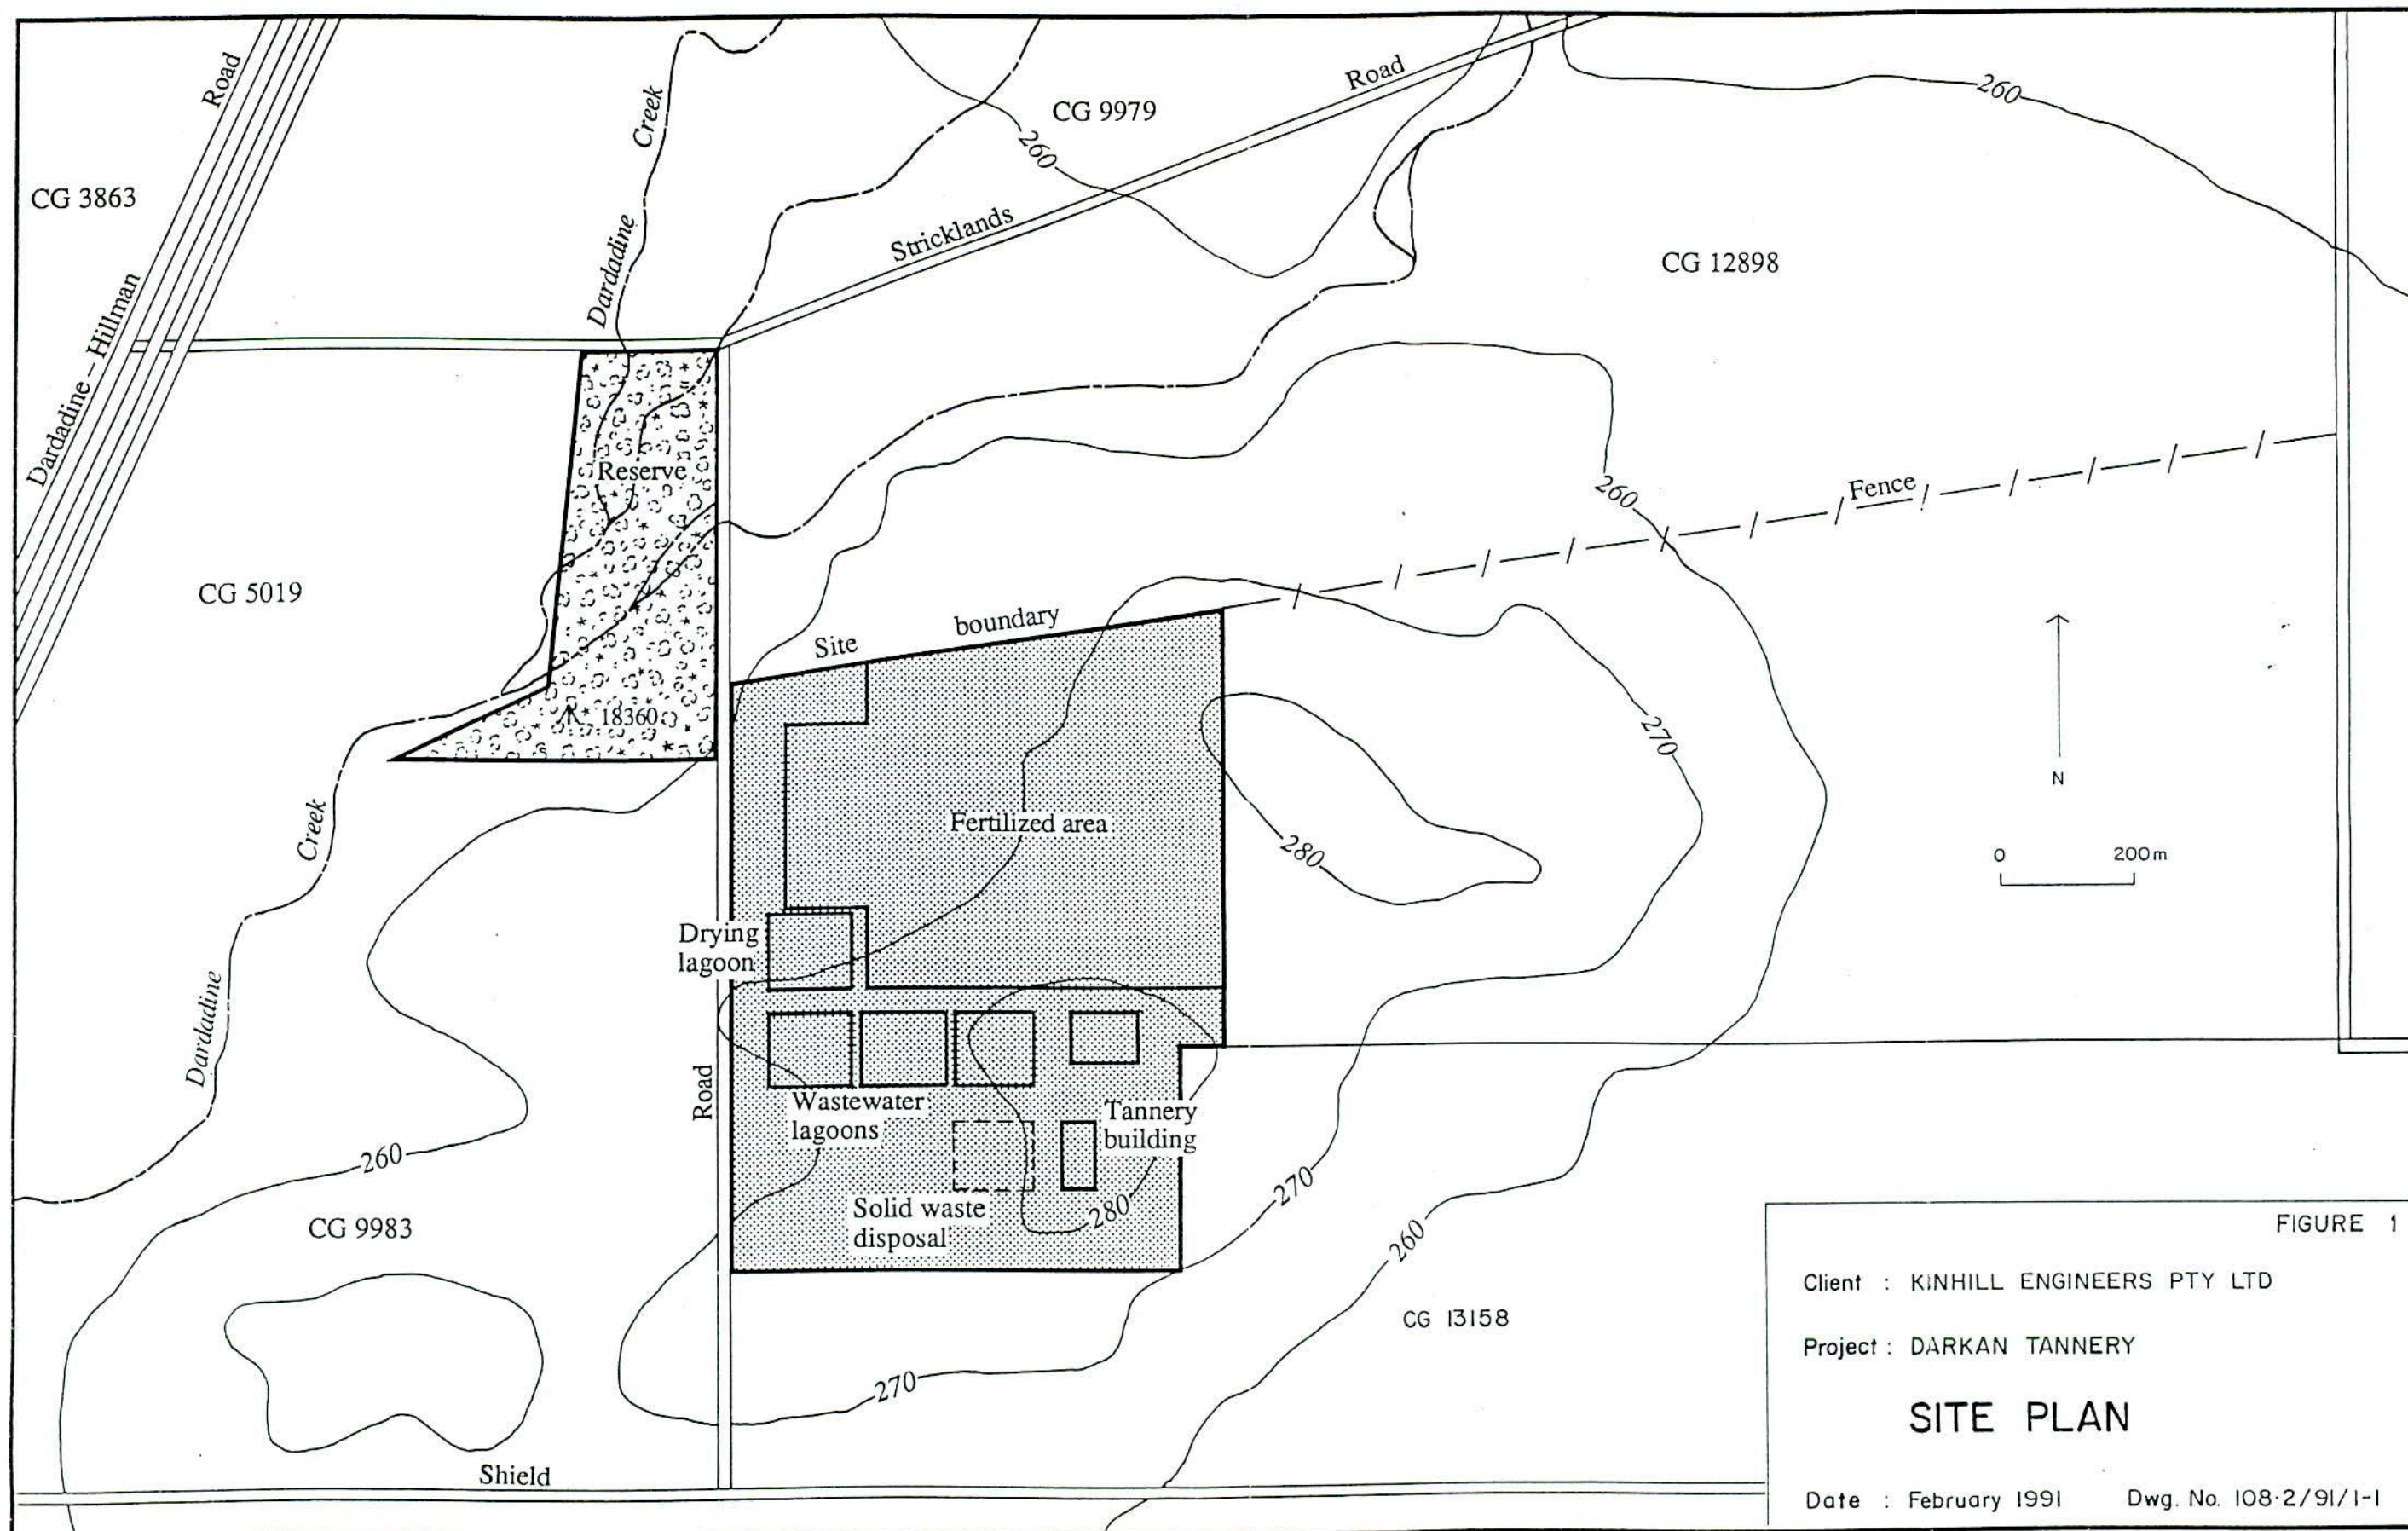 Road
Creek
CG 9979
Road
260
260
CG 3863
Dardadine
Stricklands
CG 12898
Dardadine – Hillman
Reserve
260
Fence
CG 5019
Site boundary
18360
270
N
0 200m
Creek
Fertilized area
280
Drying
lagoon
Dardadine
Road
Wastewater
lagoons
Tannery
building
260
Solid waste
disposal
280
270
CG 9983
260
CG 13158
270
Shield
FIGURE 1
Client : KINHILL ENGINEERS PTY LTD
Project : DARKAN TANNERY
SITE PLAN
Date : February 1991 Dwg. No. 108·2/91/1-1